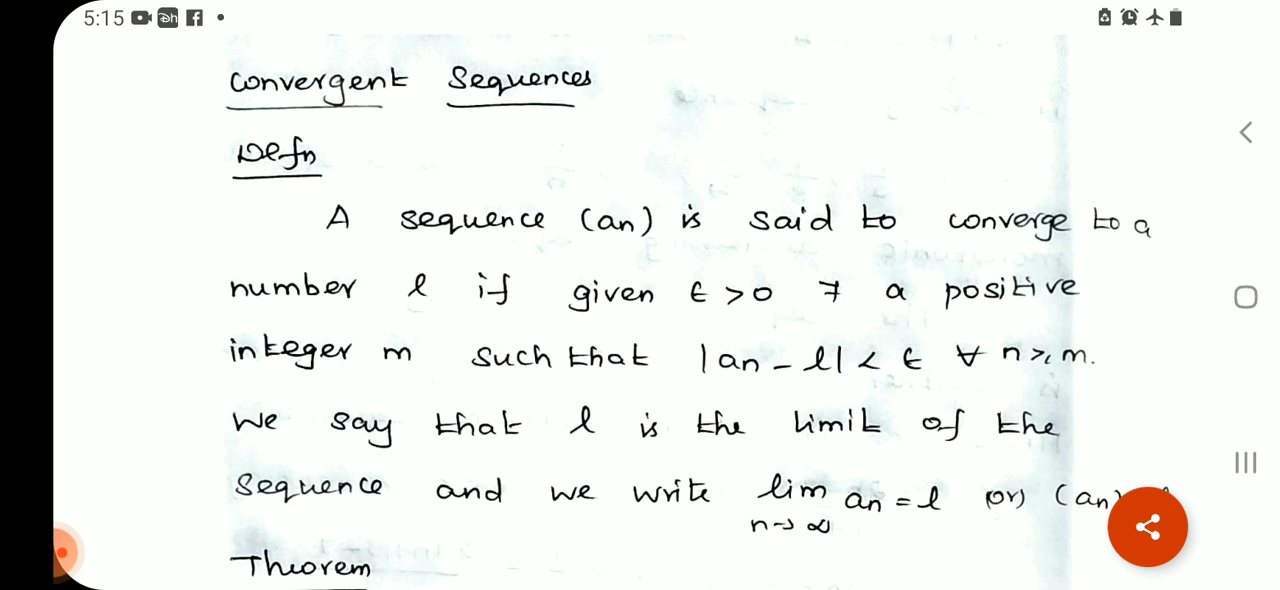 5:15
Convergent Sequences
Defn
A sequence (an) is said to converge to a
number l if given ε > 0 ∃ a positive
integer m such that |an - l| < ε ∀ n ≥ m.
We say that l is the limit of the
sequence and we write lim an = l (or) (an)
n→∞
Theorem